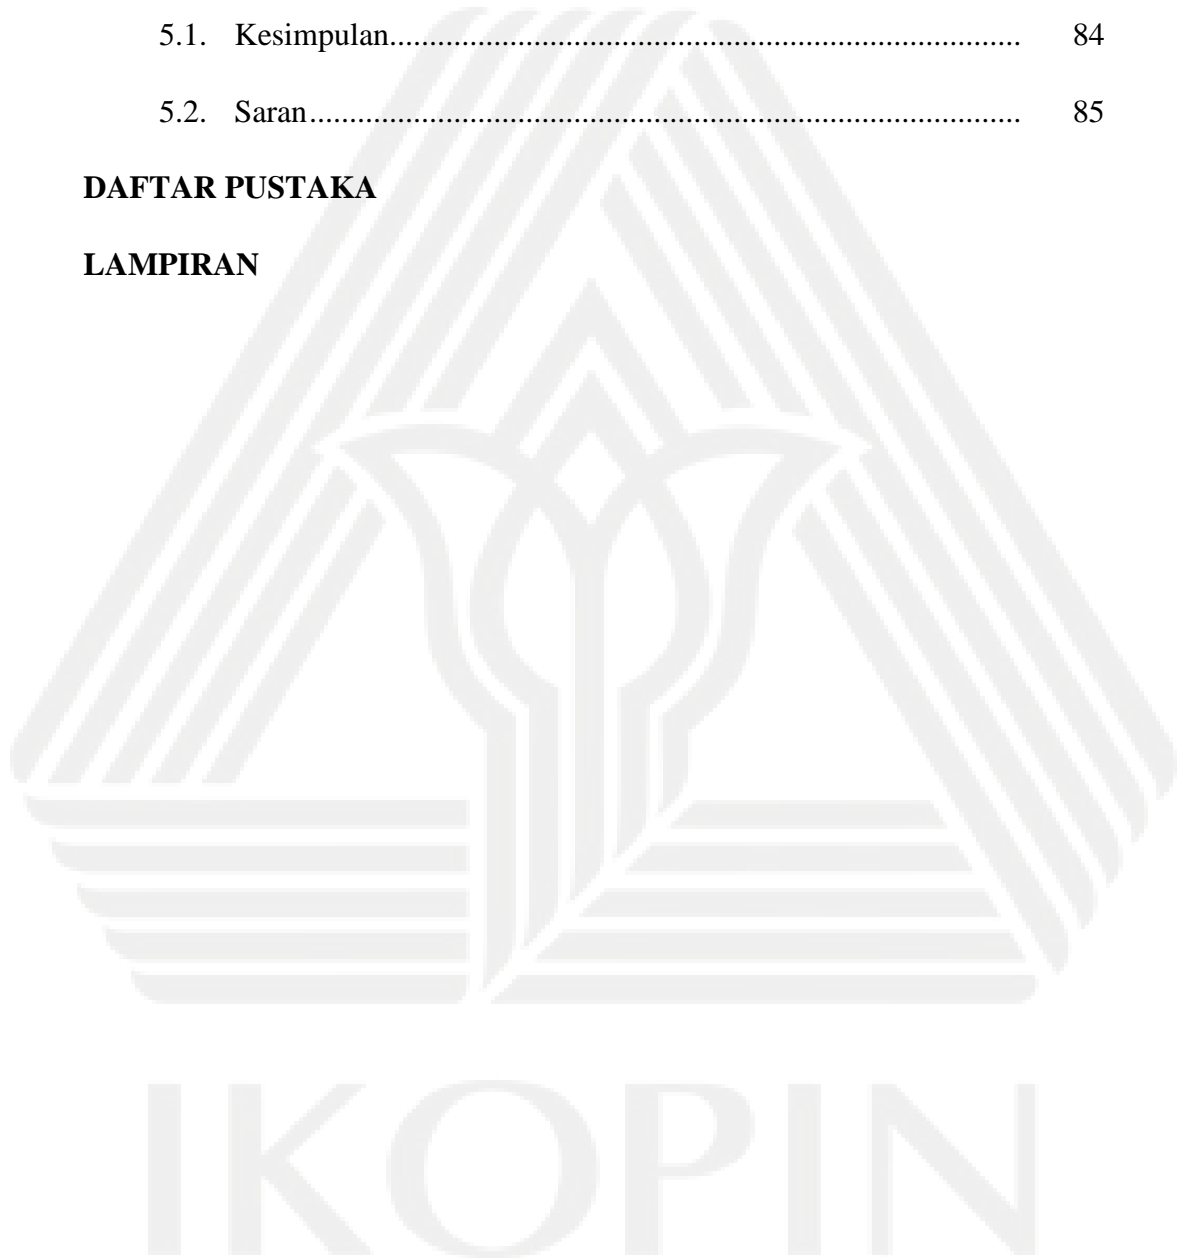 5.1. Kesimpulan.............................................................................. 84
5.2. Saran........................................................................................ 85
DAFTAR PUSTAKA
LAMPIRAN
IKOPIN